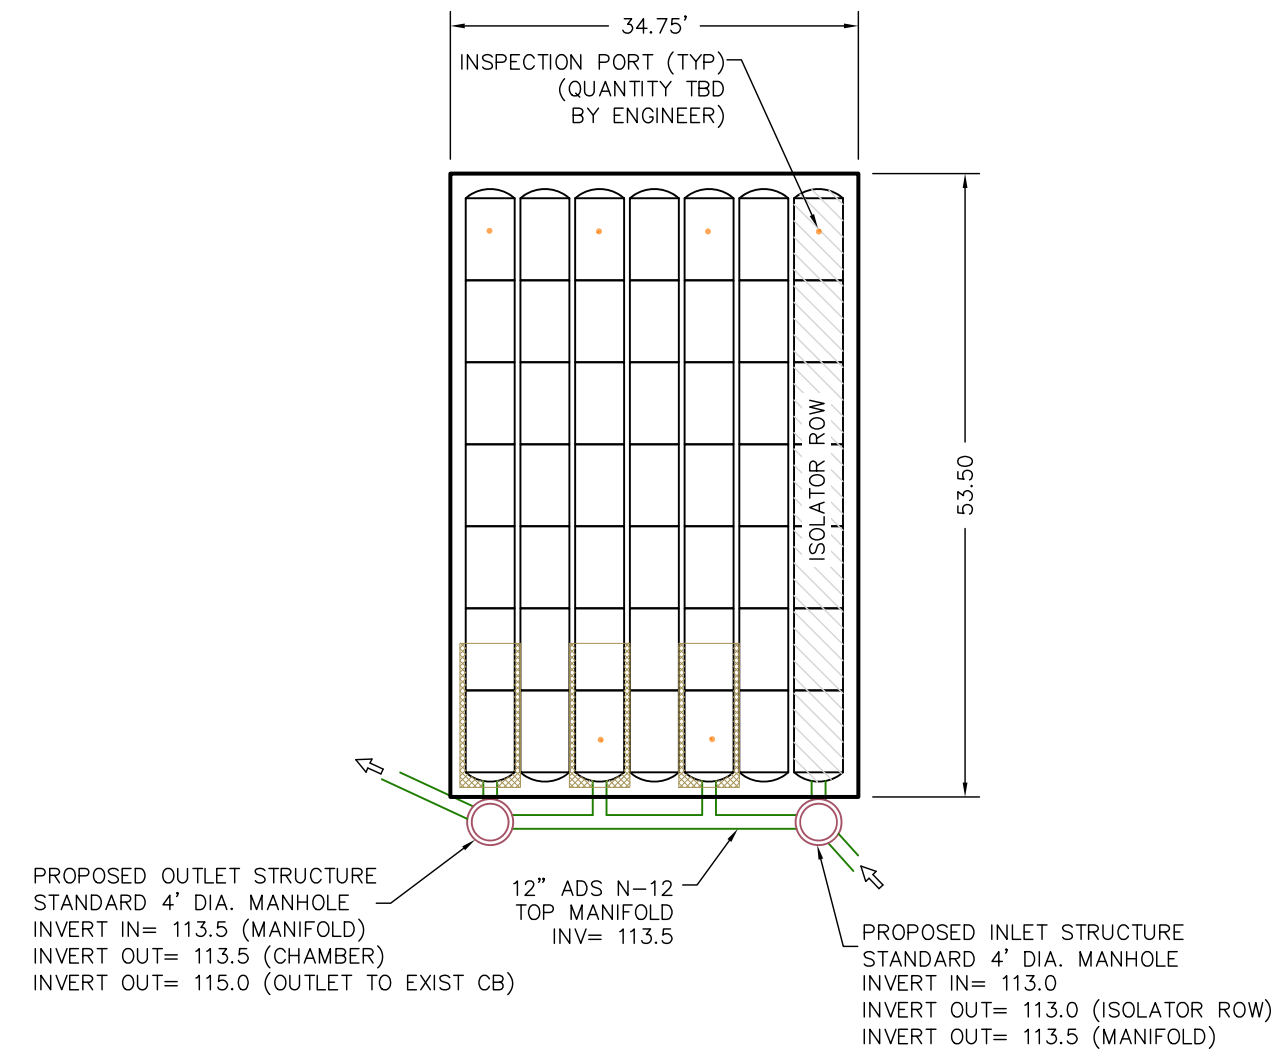 34.75'
INSPECTION PORT (TYP)
(QUANTITY TBD
BY ENGINEER)
ISOLATOR ROW
53.50
PROPOSED OUTLET STRUCTURE
STANDARD 4' DIA. MANHOLE
INVERT IN= 113.5 (MANIFOLD)
INVERT OUT= 113.5 (CHAMBER)
INVERT OUT= 115.0 (OUTLET TO EXIST CB)
12" ADS N-12
TOP MANIFOLD
INV= 113.5
PROPOSED INLET STRUCTURE
STANDARD 4' DIA. MANHOLE
INVERT IN= 113.0
INVERT OUT= 113.0 (ISOLATOR ROW)
INVERT OUT= 113.5 (MANIFOLD)